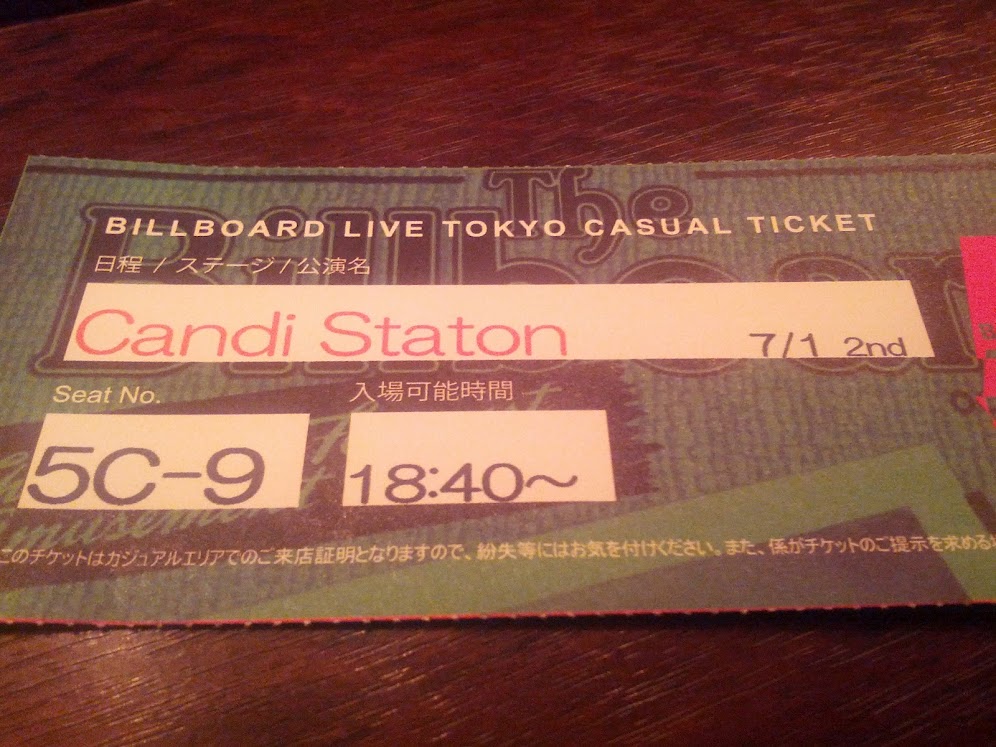 The
Billboar
BILLBOARD LIVE TOKYO CASUAL TICKET
日程 / ステージ / 公演名
Candi Staton 7/1 2nd
Seat No. 入場可能時間
5C-9 18:40〜
Amusement
このチケットはカジュアルエリアでのご来店証明となりますので、紛失等にはお気を付けください。また、係がチケットのご提示を求める